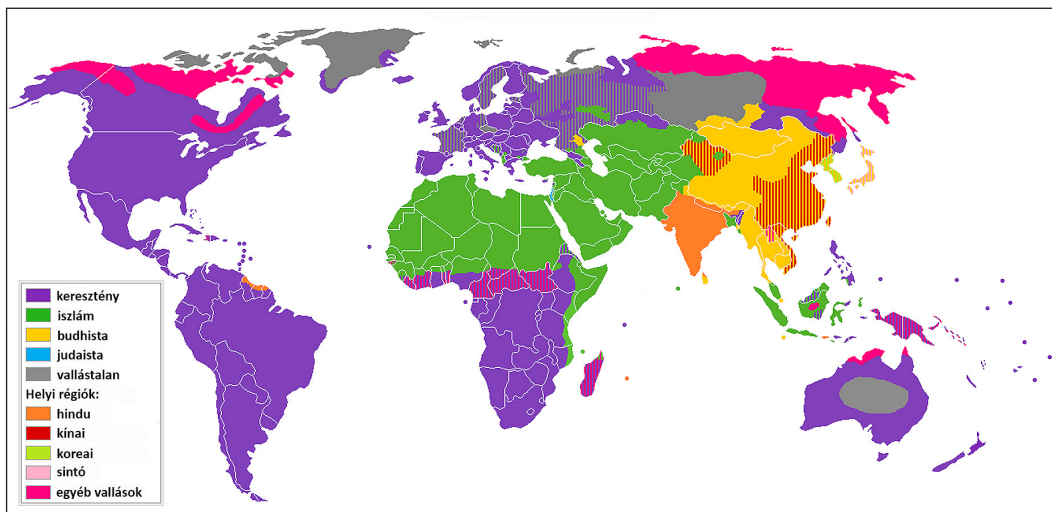 keresztény
iszlám
budhista
judaista
vallástalan
Helyi régiók:
hindu
kínai
koreai
sintó
egyéb vallások